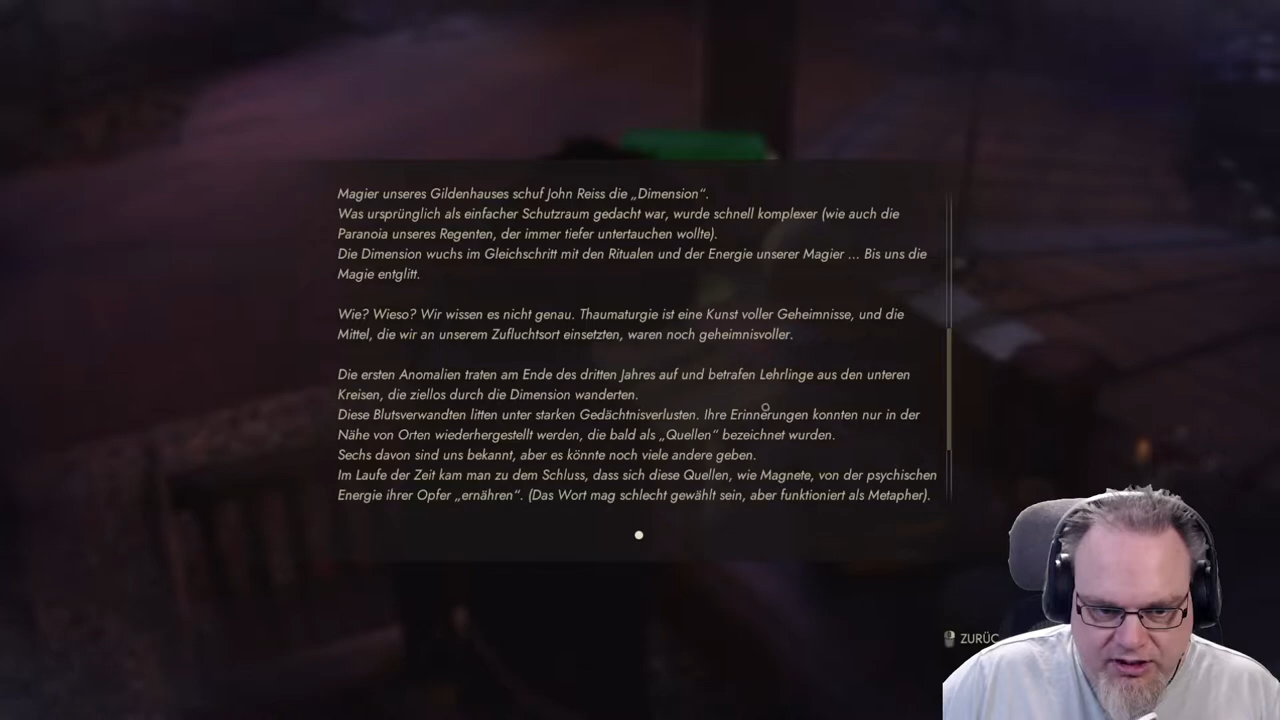 Magier unseres Gildenhauses schuf John Reiss die „Dimension“.
Was ursprünglich als einfacher Schutzraum gedacht war, wurde schnell komplexer (wie auch die
Paranoia unseres Regenten, der immer tiefer untertauchen wollte).
Die Dimension wuchs im Gleichschritt mit den Ritualen und der Energie unserer Magier ... Bis uns die
Magie entglitt.
Wie? Wieso? Wir wissen es nicht genau. Thaumaturgie ist eine Kunst voller Geheimnisse, und die
Mittel, die wir an unserem Zufluchtsort einsetzten, waren noch geheimnisvoller.
Die ersten Anomalien traten am Ende des dritten Jahres auf und betrafen Lehrlinge aus den unteren
Kreisen, die ziellos durch die Dimension wanderten.
Diese Blutsverwandten litten unter starken Gedächtnisverlusten. Ihre Erinnerungen konnten nur in der
Nähe von Orten wiederhergestellt werden, die bald als „Quellen“ bezeichnet wurden.
Sechs davon sind uns bekannt, aber es könnte noch viele andere geben.
Im Laufe der Zeit kam man zu dem Schluss, dass sich diese Quellen, wie Magnete, von der psychischen
Energie ihrer Opfer „ernähren“. (Das Wort mag schlecht gewählt sein, aber funktioniert als Metapher).
ZURÜC